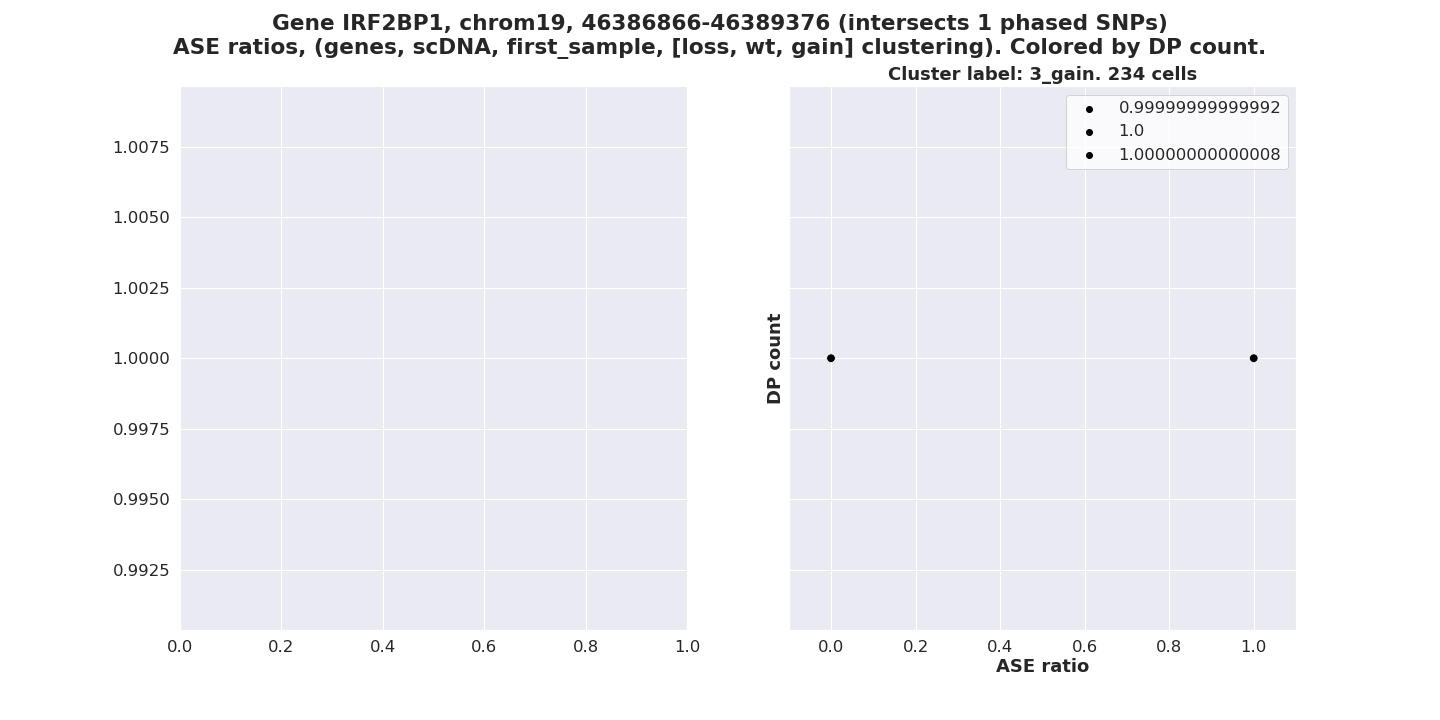 Gene IRF2BP1, chrom19, 46386866-46389376 (intersects 1 phased SNPs)
ASE ratios, (genes, scDNA, first_sample, [loss, wt, gain] clustering). Colored by DP count.
Cluster label: 3_gain. 234 cells
0.99999999999992
1.0
1.00000000000008
1.0075
1.0050
1.0025
1.0000
0.9975
0.9950
0.9925
0.0 0.2 0.4 0.6 0.8 1.0
DP count
0.0 0.2 0.4 0.6 0.8 1.0
ASE ratio